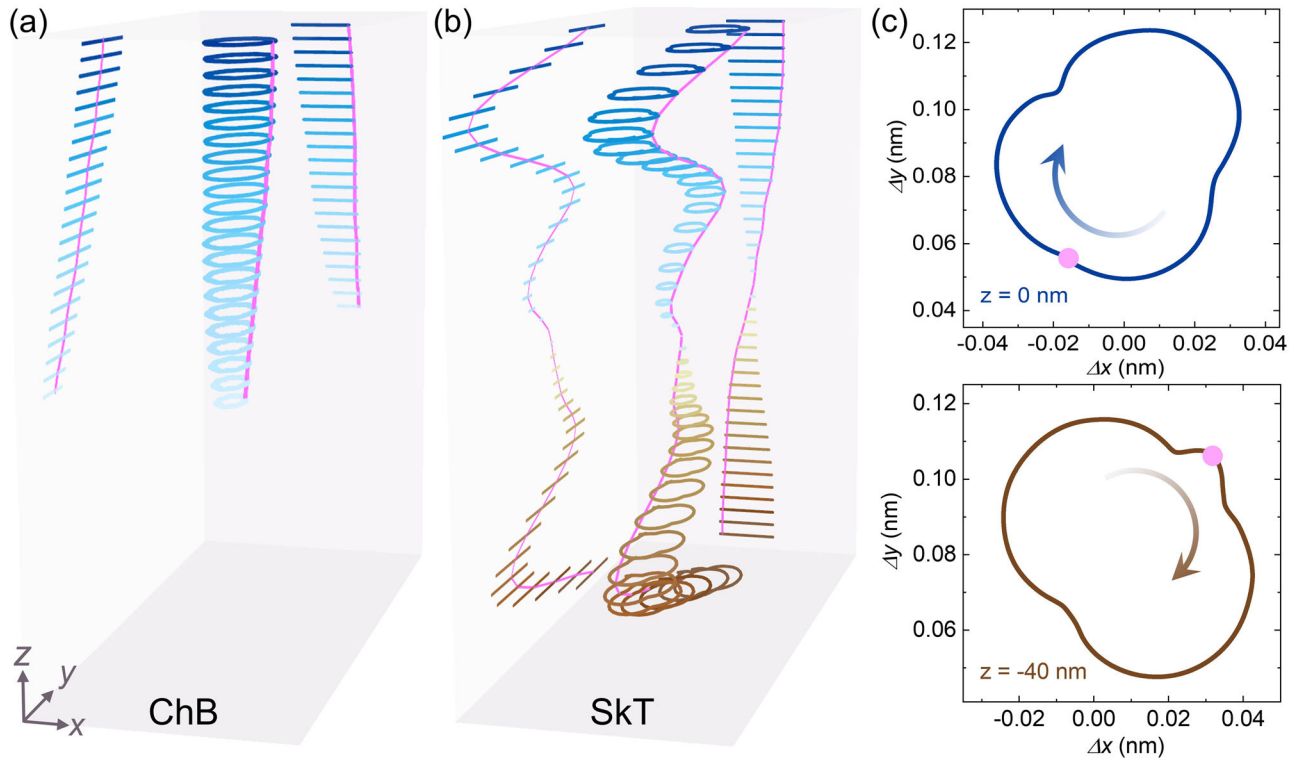 (a)
(b)
(c)
z
y
x
ChB
SkT
0.12
0.10
0.08
0.06
0.04
Δy (nm)
z = 0 nm
-0.04 -0.02 0.00 0.02 0.04
Δx (nm)
0.12
0.10
0.08
0.06
Δy (nm)
z = -40 nm
-0.02 0.00 0.02 0.04
Δx (nm)